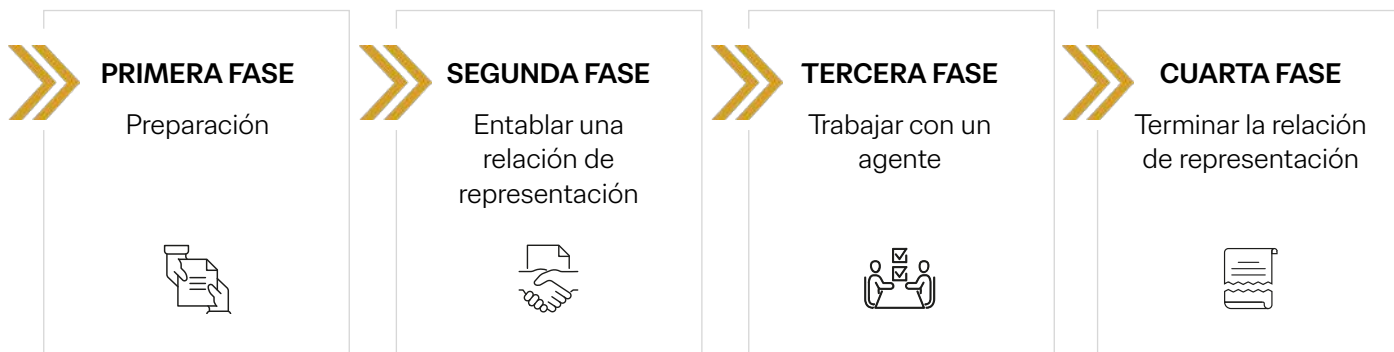 PRIMERA FASE
Preparación
SEGUNDA FASE
Entablar una
relación de
representación
TERCERA FASE
Trabajar con un
agente
CUARTA FASE
Terminar la relación
de representación